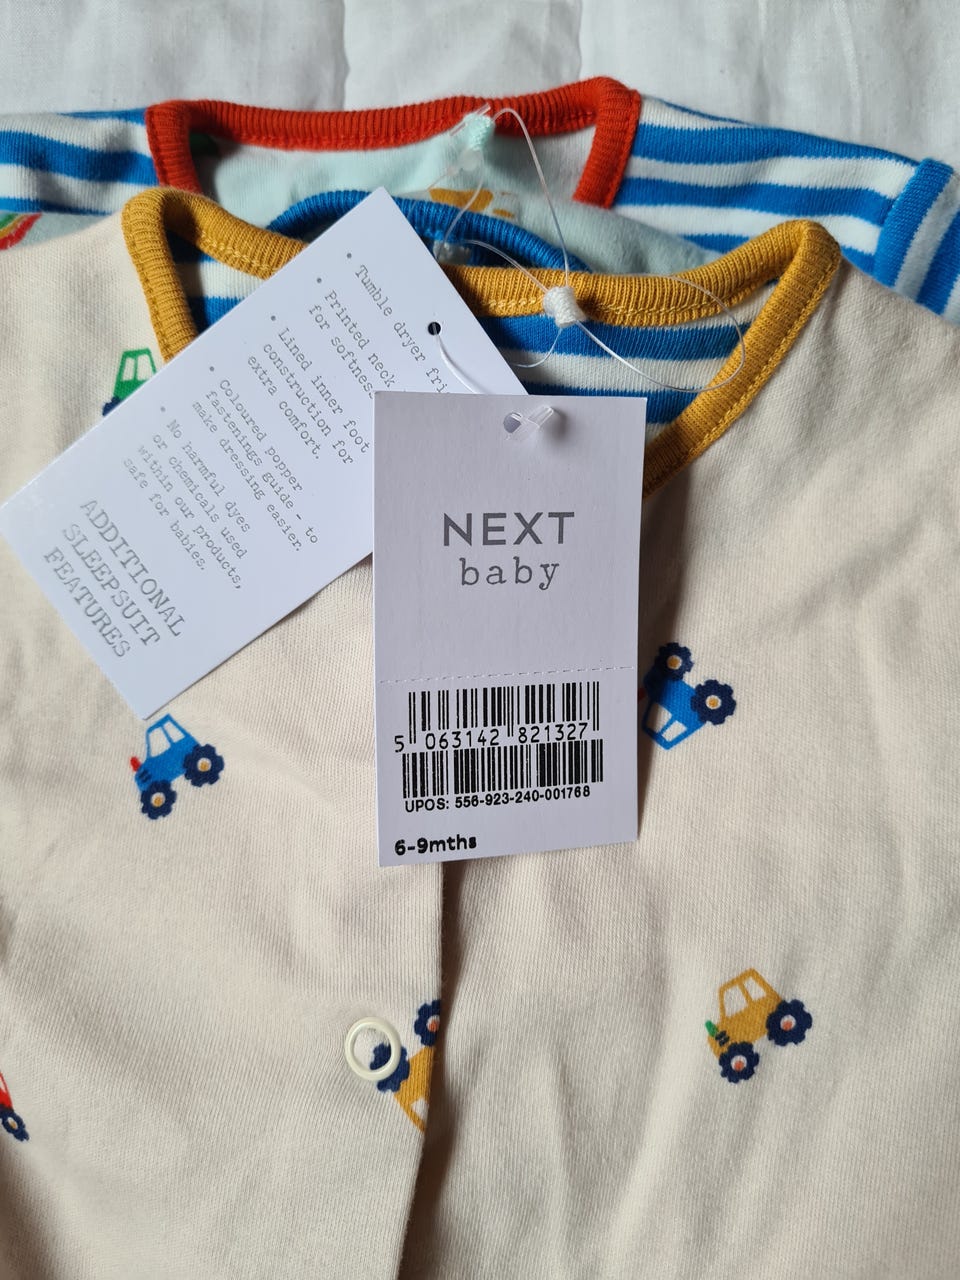 • Tumble dryer fri
• Printed neck
for softness
• Lined inner foot
construction for
extra comfort.
• Coloured popper
fastenings guide - to
make dressing easier.
• No harmful dyes
or chemicals used
within our products,
safe for babies.
ADDITIONAL
SLEEPSUIT
FEATURES
NEXT
baby
5 063142 821327
UPOS: 556-923-240-001768
6-9mths